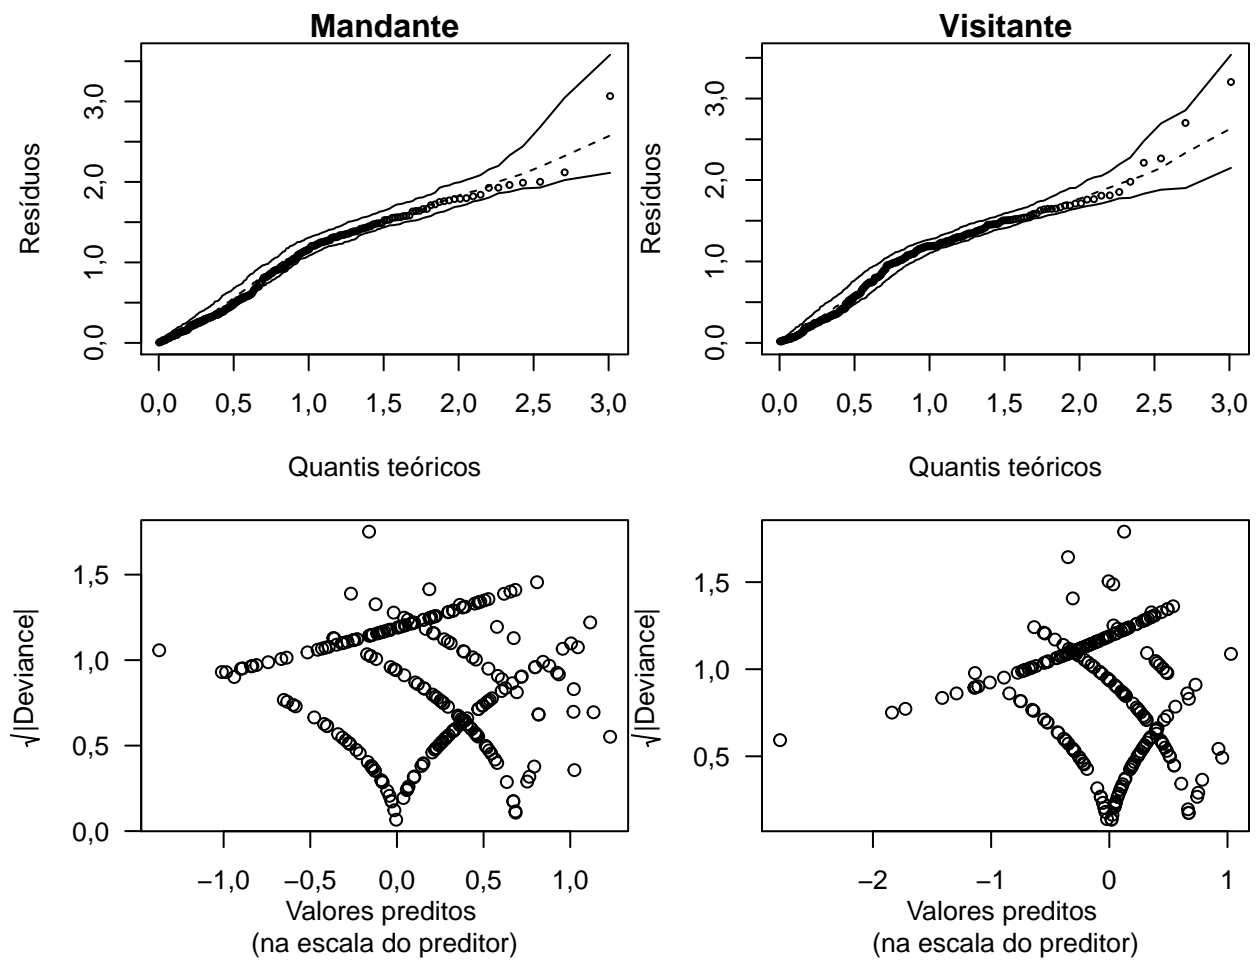 Mandante
Visitante
Resíduos
3,0
2,0
1,0
0,0
0,0 0,5 1,0 1,5 2,0 2,5 3,0
Quantis teóricos
Resíduos
3,0
2,0
1,0
0,0
0,0 0,5 1,0 1,5 2,0 2,5 3,0
Quantis teóricos
√|Deviance|
1,5
1,0
0,5
0,0
−1,0 −0,5 0,0 0,5 1,0
Valores preditos
(na escala do preditor)
√|Deviance|
1,5
1,0
0,5
−2 −1 0 1
Valores preditos
(na escala do preditor)